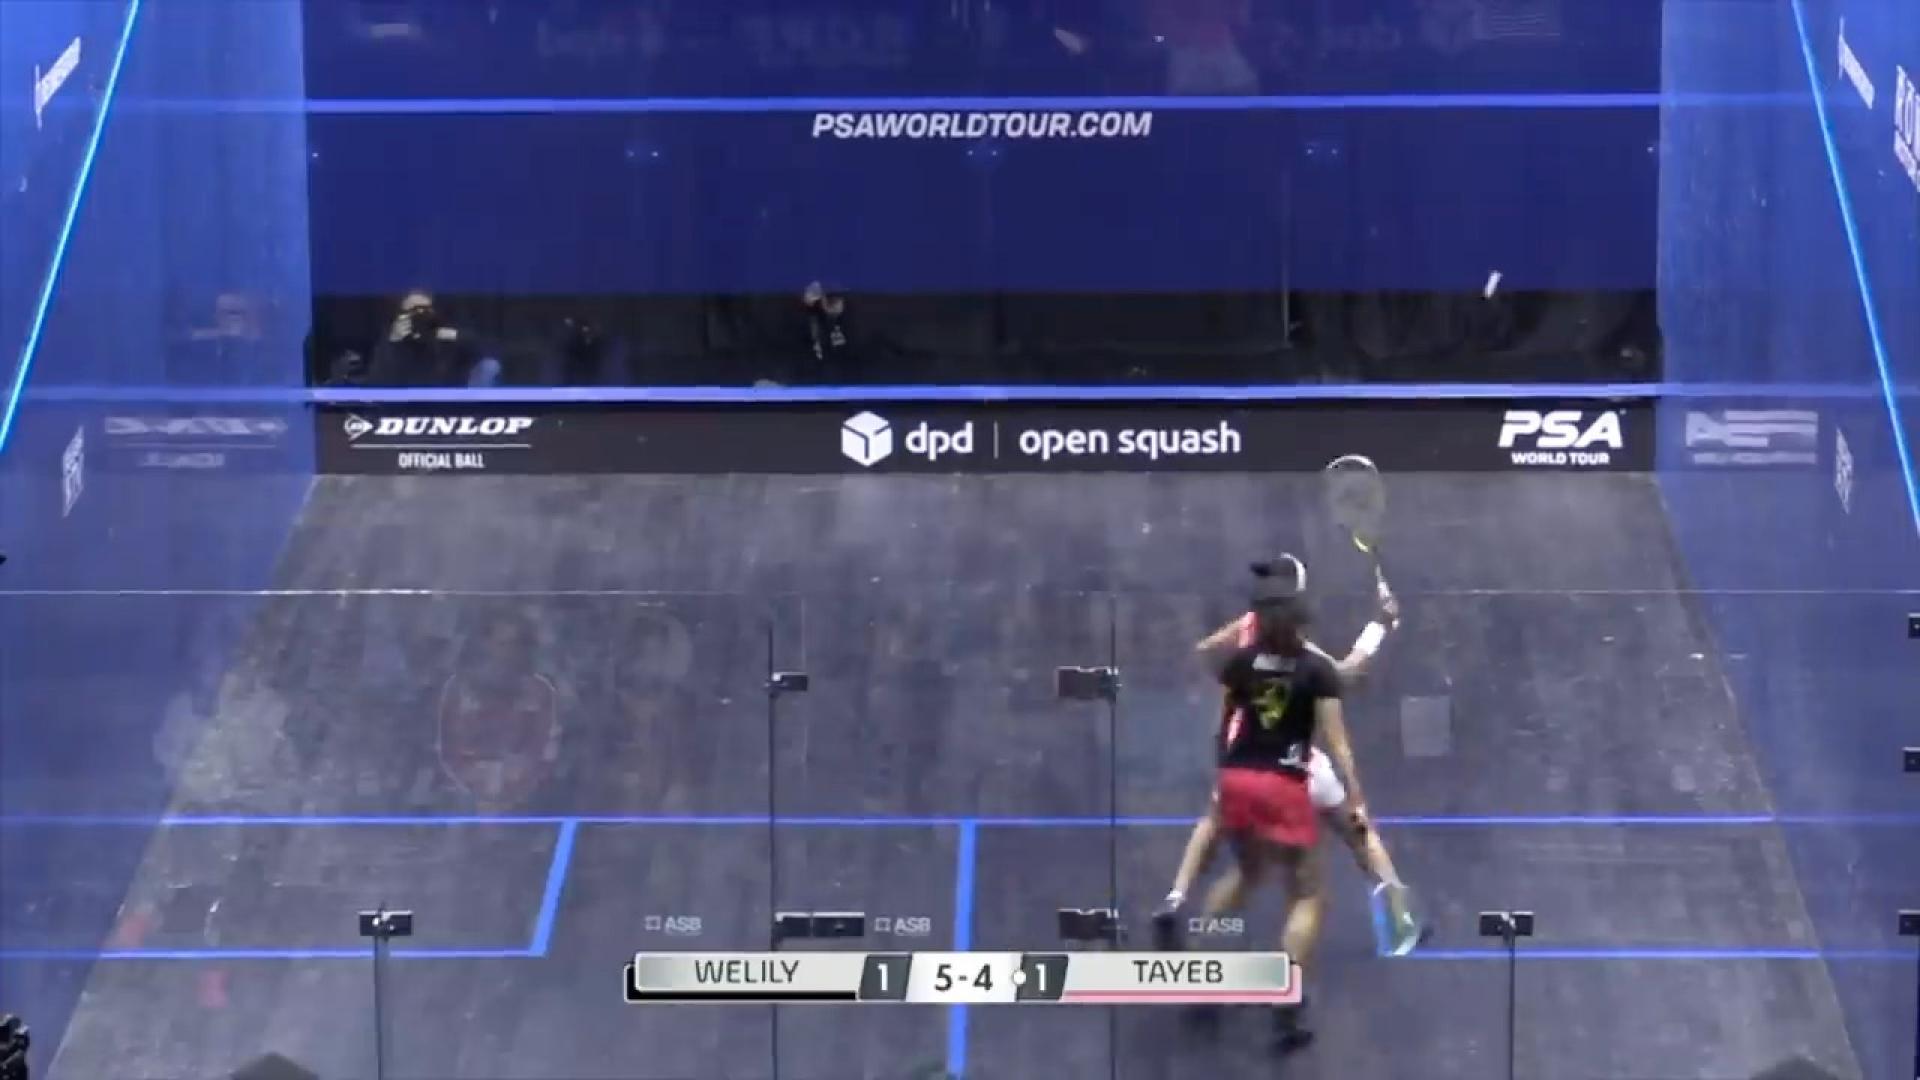 PSAWORLDTOUR.COM
DUNLOP
OFFICIAL BALL
dpd | open squash
PSA
WORLD TOUR
ASB
ASB
ASB
WELILY 1 5-4 1 TAYEB